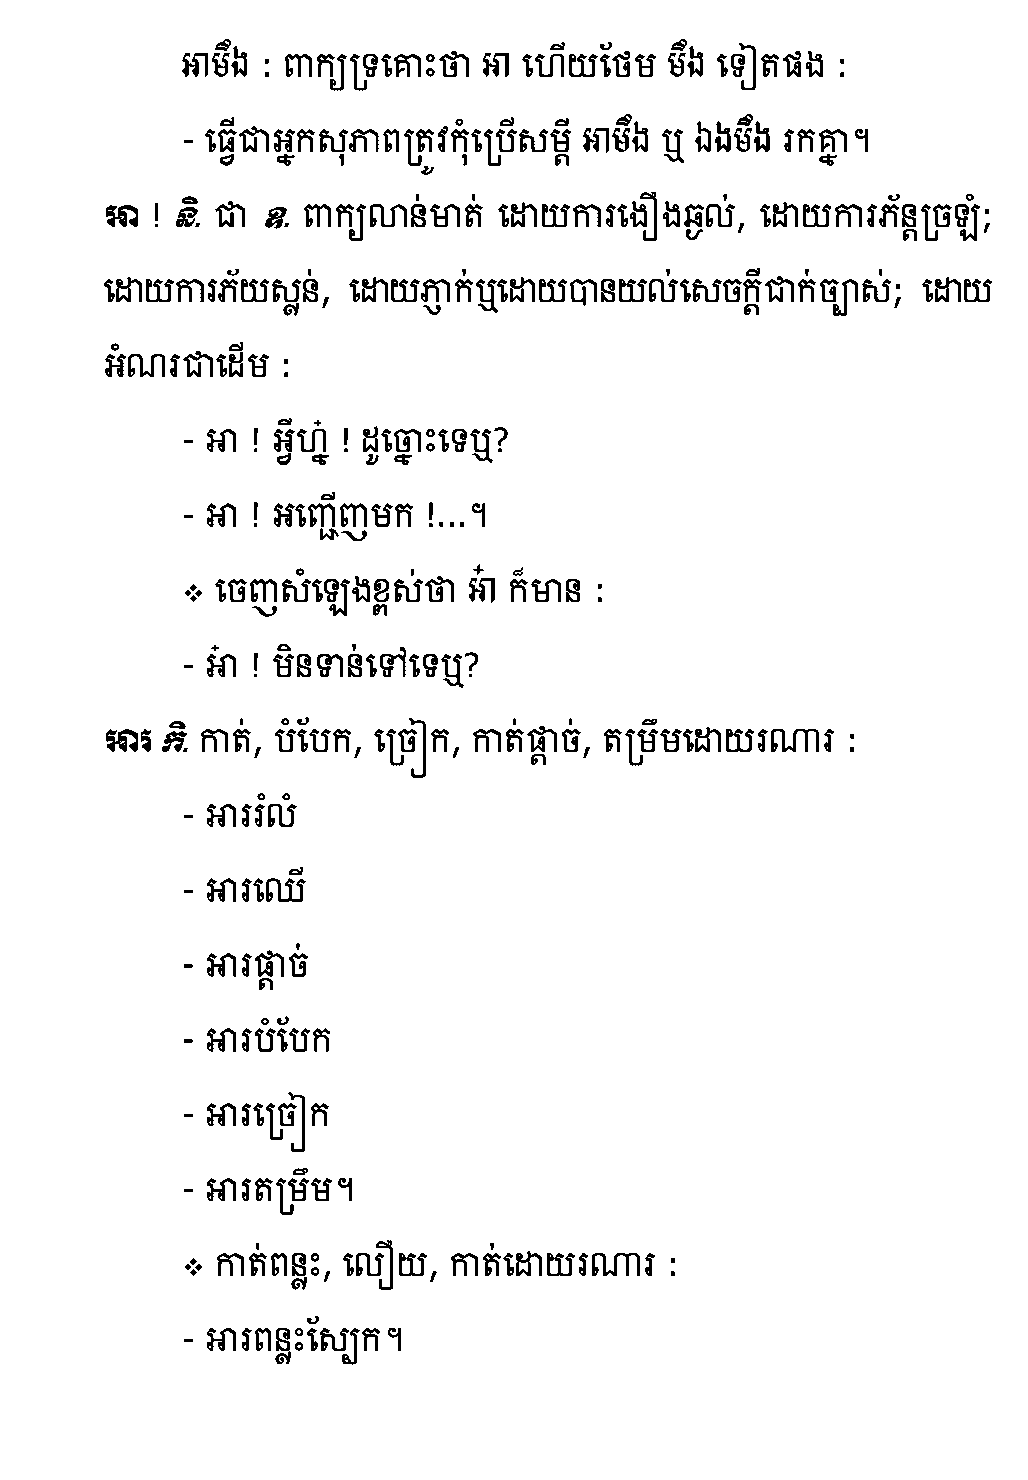 អាម៉ឹង : ពាក្យទ្រគោះថា អា ហើយថែម ម៉ឹង ទៀតផង :
- ធ្វើជាអ្នកសុភាពត្រូវកុំប្រើសម្ដី អាម៉ឹង ឬ ឯងម៉ឹង រកគ្នា។
អា ! និ. ជា ឧ. ពាក្យលាន់មាត់ ដោយការងឿងឆ្ងល់, ដោយការភ័ន្តច្រឡំ;
ដោយការភ័យស្លន់, ដោយភ្ញាក់ឬដោយបានយល់សេចក្ដីជាក់ច្បាស់; ដោយ
អំណរជាដើម :
- អា ! អ្វីហ្ន៎ ! ដូច្នោះទេឬ?
- អា ! អញ្ជើញមក !...។
❖ ចេញសំឡេងខ្ពស់ថា អ៎ា ក៏មាន :
- អ៎ា ! មិនទាន់ទៅទេឬ?
អារ កិ. កាត់, បំបែក, ច្រៀក, កាត់ផ្ដាច់, តម្រឹមដោយរណារ :
- អាររំលំ
- អារឈើ
- អារផ្ដាច់
- អារបំបែក
- អារច្រៀក
- អារតម្រឹម។
❖ កាត់ពន្លះ, លឿយ, កាត់ដោយរណារ :
- អារពន្លះស្បែក។